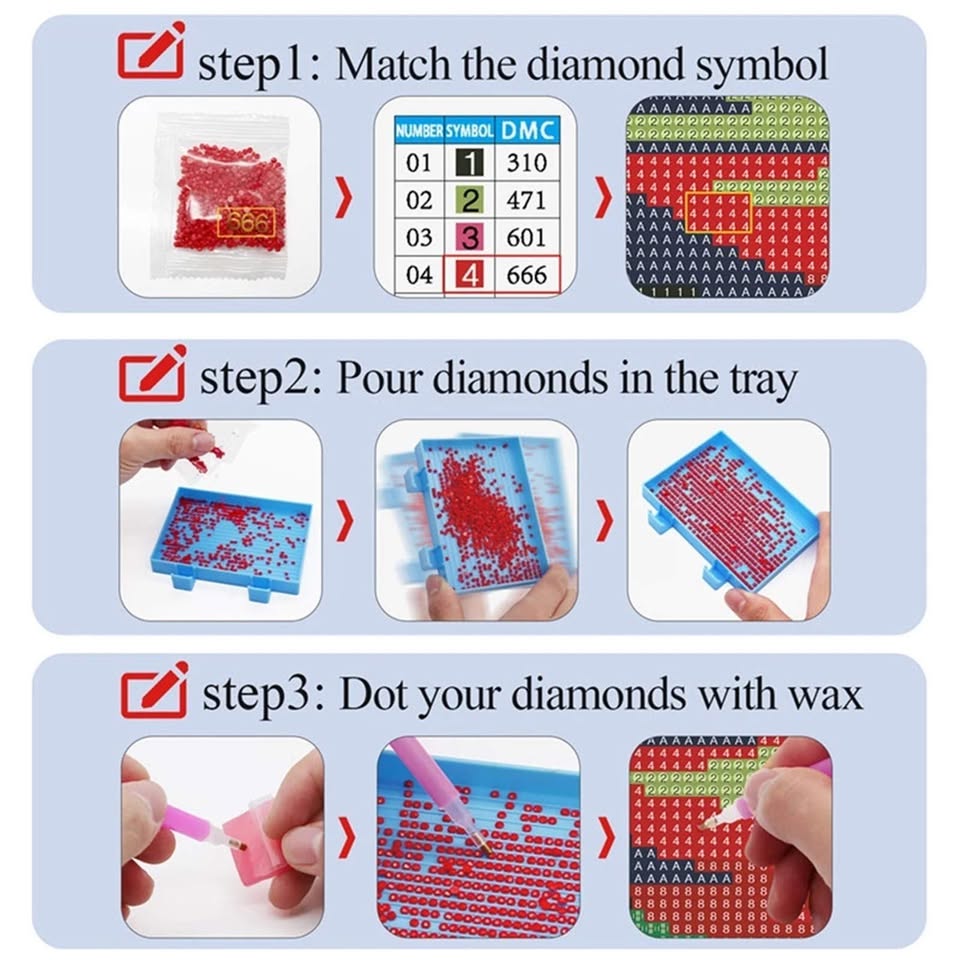 step1: Match the diamond symbol
666
NUMBER SYMBOL DMC
01 1 310
02 2 471
03 3 601
04 4 666
step2: Pour diamonds in the tray
step3: Dot your diamonds with wax